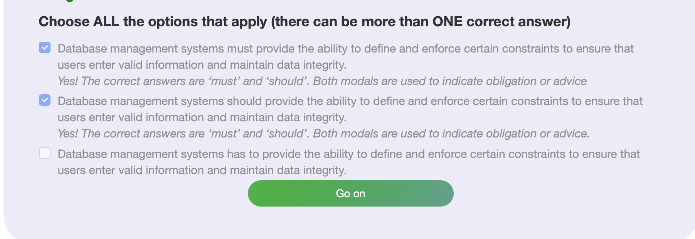 Choose ALL the options that apply (there can be more than ONE correct answer)
Database management systems must provide the ability to define and enforce certain constraints to ensure that
users enter valid information and maintain data integrity.
Yes! The correct answers are ‘must’ and ‘should’. Both modals are used to indicate obligation or advice
Database management systems should provide the ability to define and enforce certain constraints to ensure that
users enter valid information and maintain data integrity.
Yes! The correct answers are ‘must’ and ‘should’. Both modals are used to indicate obligation or advice.
Database management systems has to provide the ability to define and enforce certain constraints to ensure that
users enter valid information and maintain data integrity.
Go on